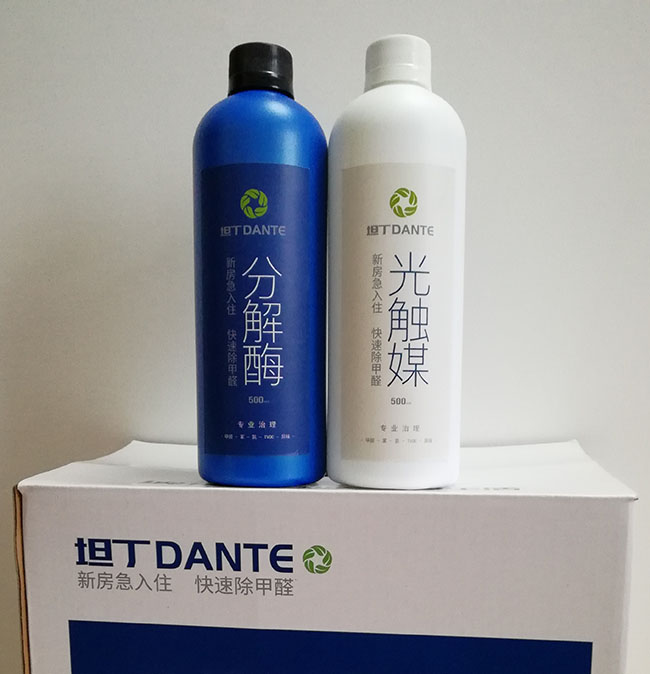 坦丁DANTE
分解酶
新房急入住 快速除甲醛
500ML
专业治理
坦丁DANTE
光触媒
新房急入住 快速除甲醛
500ML
专业治理
坦丁DANTE
新房急入住 快速除甲醛